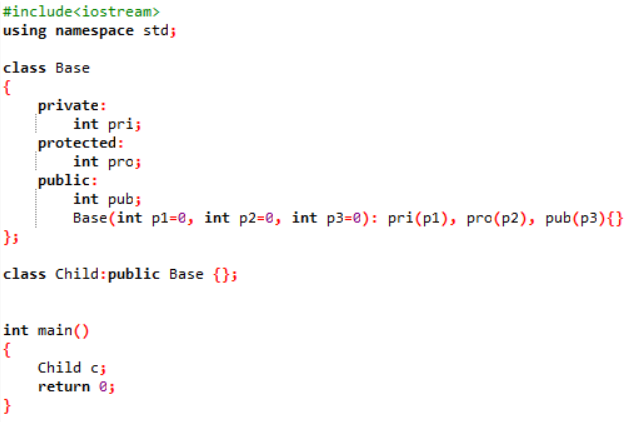 #include<iostream>
using namespace std;
class Base
{
private:
int pri;
protected:
int pro;
public:
int pub;
Base(int p1=0, int p2=0, int p3=0): pri(p1), pro(p2), pub(p3){}
};
class Child:public Base {};
int main()
{
Child c;
return 0;
}